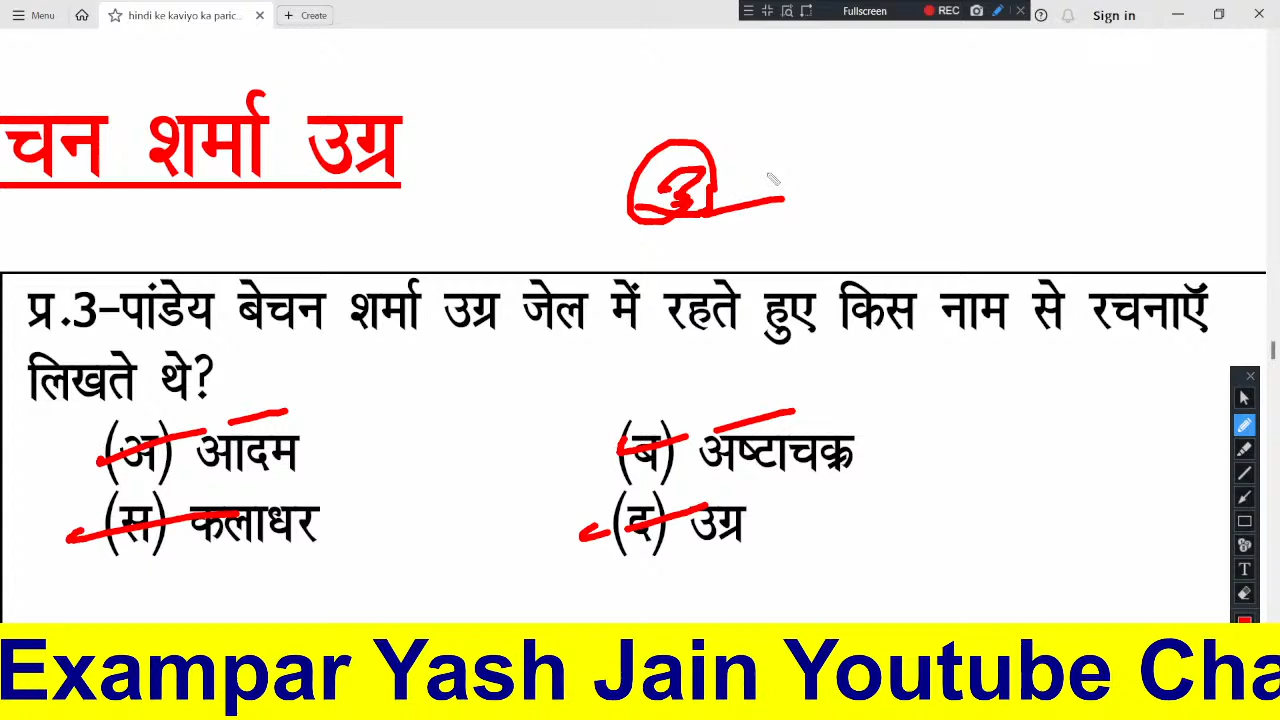 Menu
hindi ke kaviyo ka paric...
Create
Fullscreen
REC
Sign in
चन शर्मा उग्र
3
प्र.3-पांडेय बेचन शर्मा उग्र जेल में रहते हुए किस नाम से रचनाऍ
लिखते थे?
(अ) आदम (ब) अष्टाचक्र
(स) कलाधर (द) उग्र
Exampar Yash Jain Youtube Cha